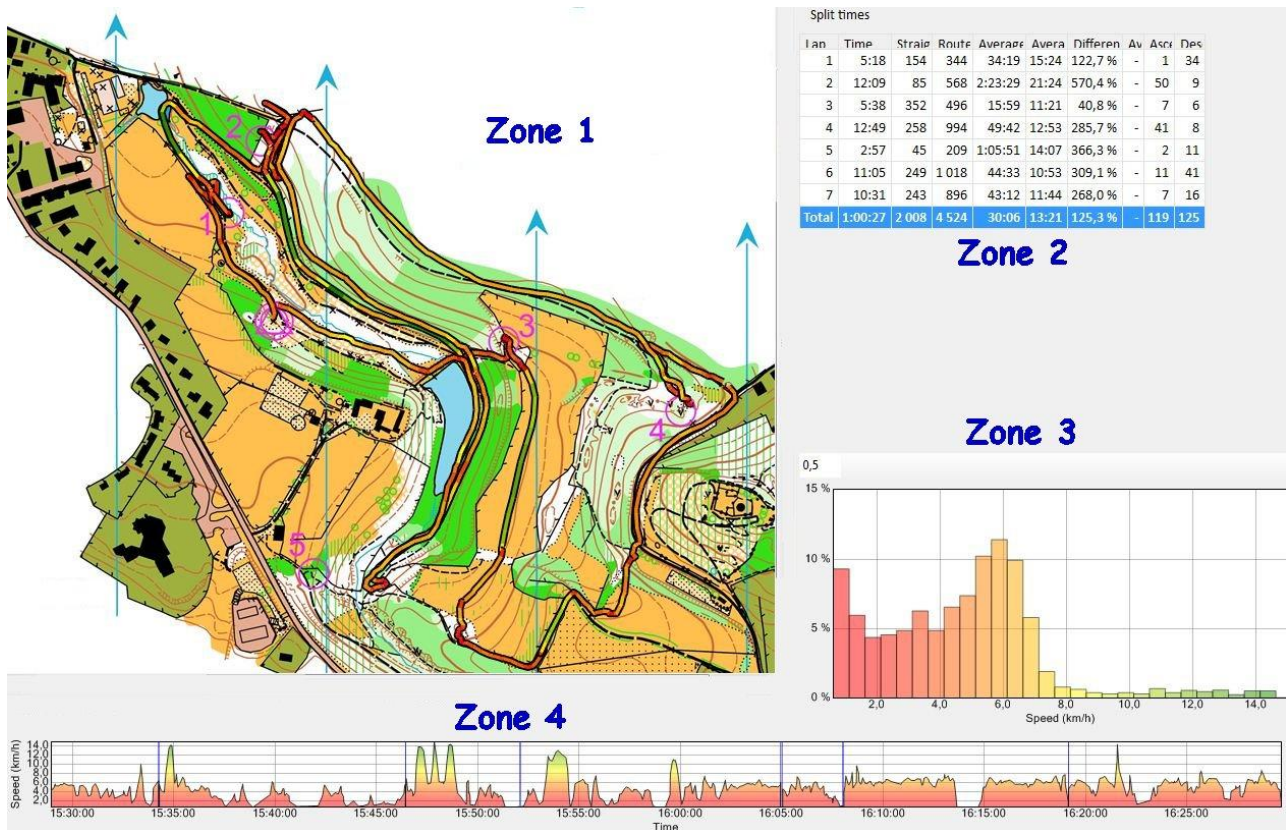 Split times
Lap Time Straig Route Average Avera Differen Av Asce Des
1 5:18 154 344 34:19 15:24 122,7 % - 1 34
2 12:09 85 568 2:23:29 21:24 570,4 % - 50 9
3 5:38 352 496 15:59 11:21 40,8 % - 7 6
4 12:49 258 994 49:42 12:53 285,7 % - 41 8
5 2:57 45 209 1:05:51 14:07 366,3 % - 2 11
6 11:05 249 1 018 44:33 10:53 309,1 % - 11 41
7 10:31 243 896 43:12 11:44 268,0 % - 7 16
Total 1:00:27 2 008 4 524 30:06 13:21 125,3 % - 119 125
Zone 1
Zone 2
2
1
3
4
5
Zone 3
0,5
15 %
10 %
5 %
0 %
2,0 4,0 6,0 8,0 10,0 12,0 14,0
Speed (km/h)
Zone 4
Speed (km/h)
14,0
12,0
10,0
8,0
6,0
4,0
2,0
15:30:00 15:35:00 15:40:00 15:45:00 15:50:00 15:55:00 16:00:00 16:05:00 16:10:00 16:15:00 16:20:00 16:25:00
Time